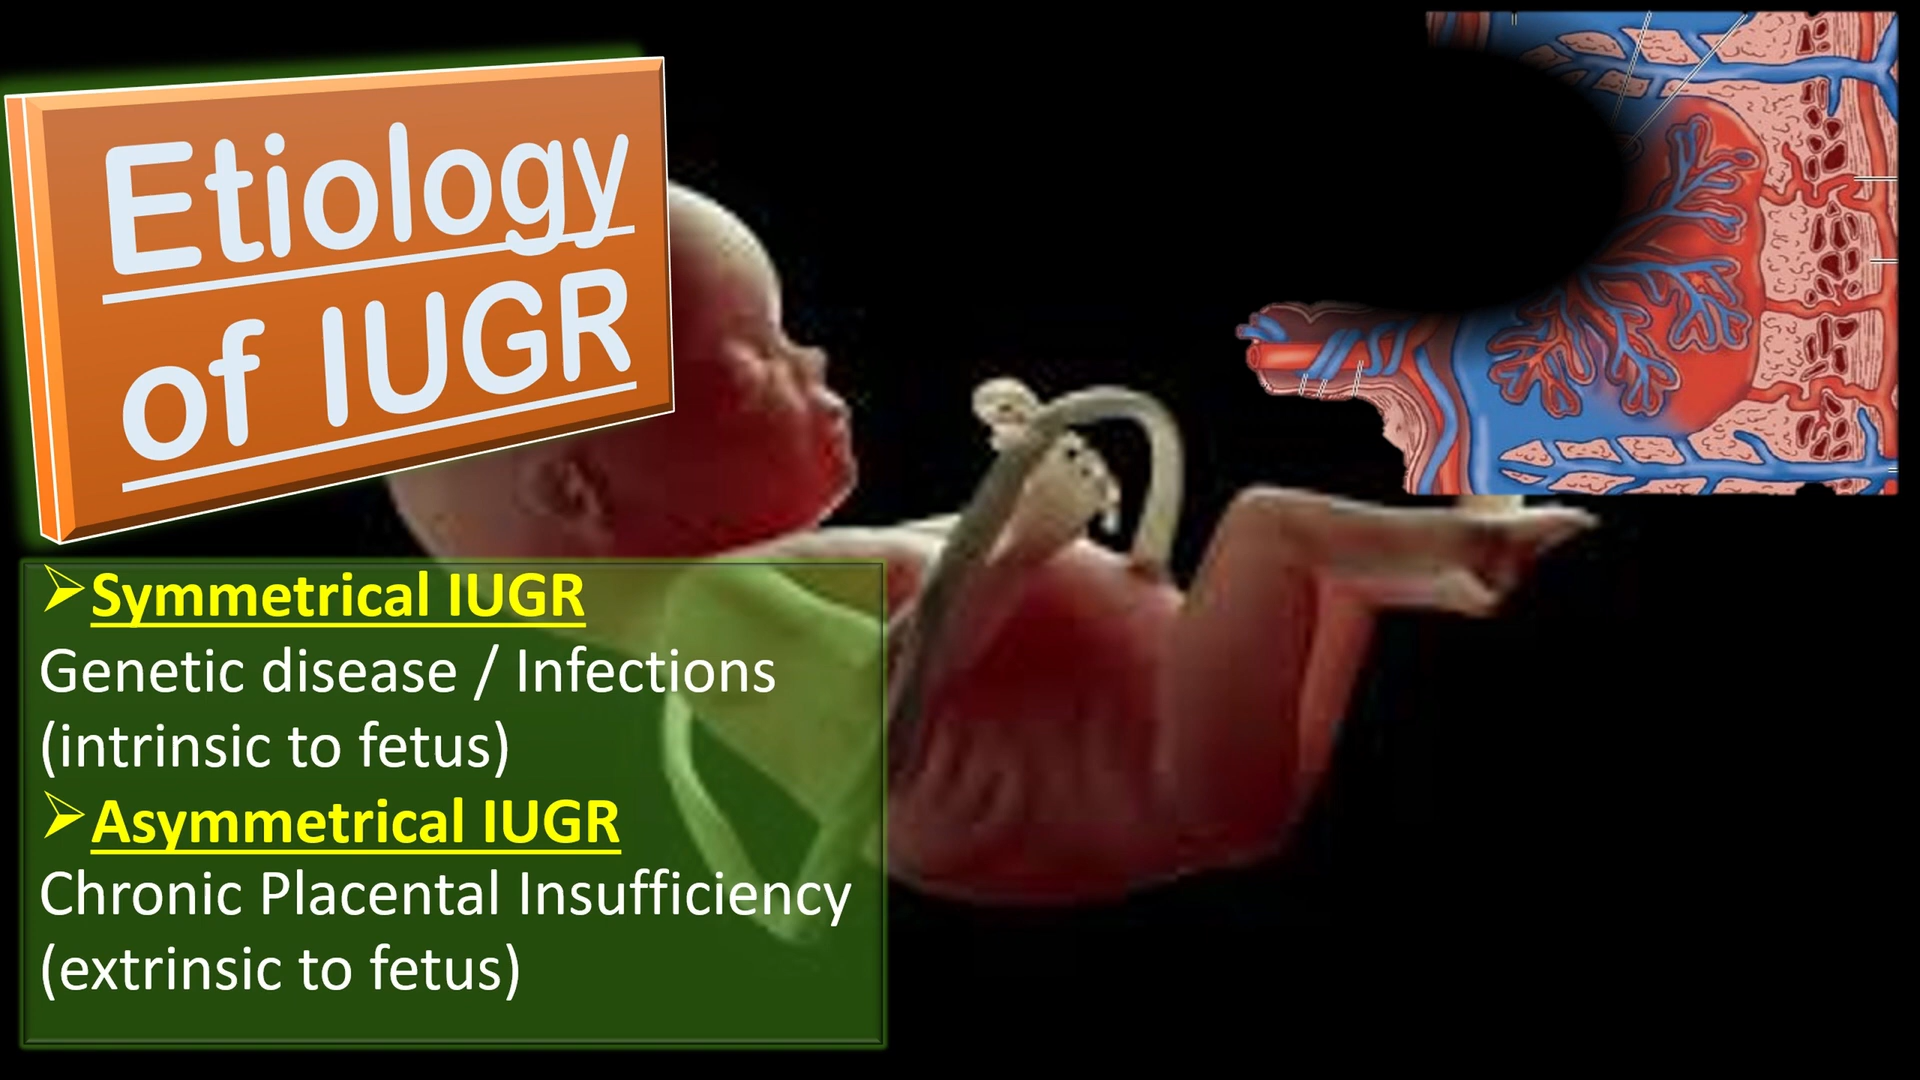 Etiology
of IUGR
➢Symmetrical IUGR
Genetic disease / Infections
(intrinsic to fetus)
➢Asymmetrical IUGR
Chronic Placental Insufficiency
(extrinsic to fetus)